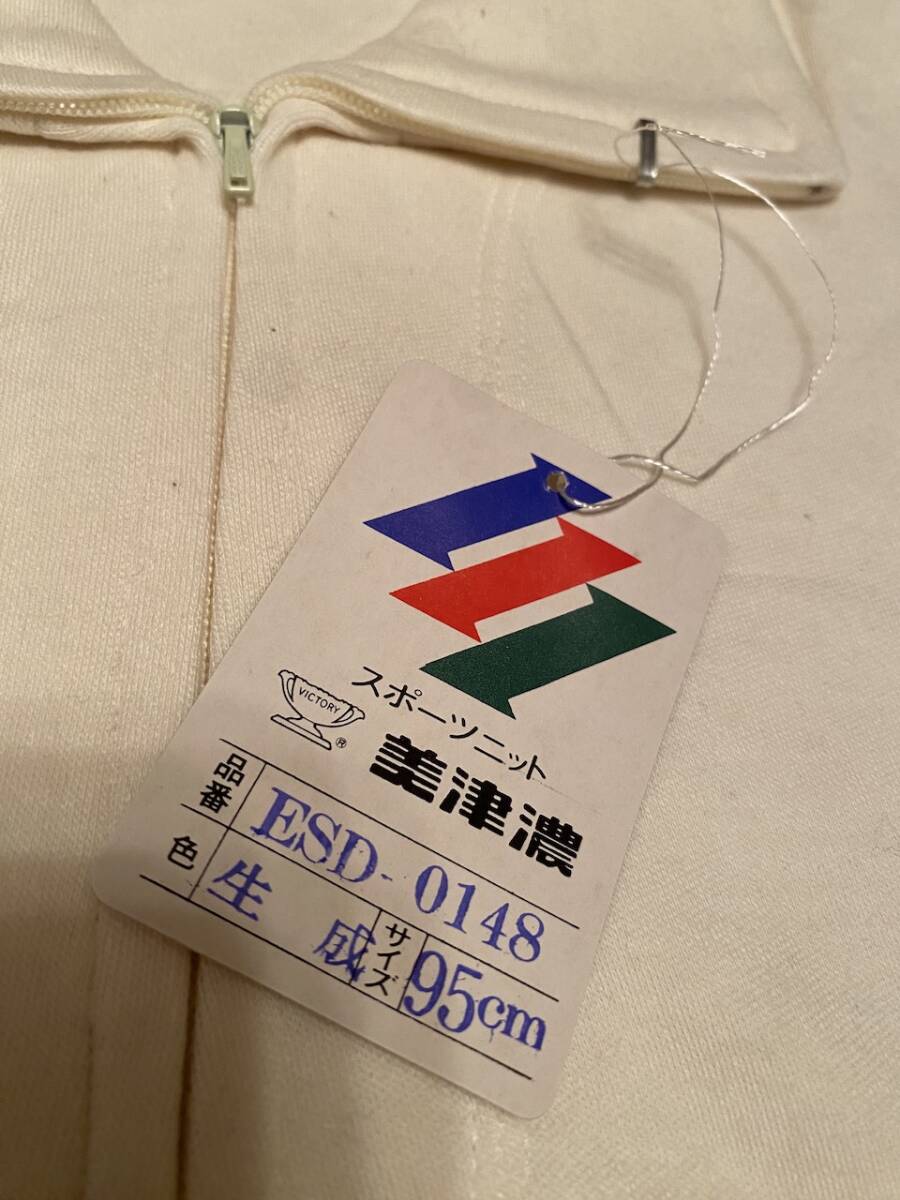 スポーツニット
VICTORY
®
美津濃
品番 ESD-0148
色 生成 サイズ 95cm